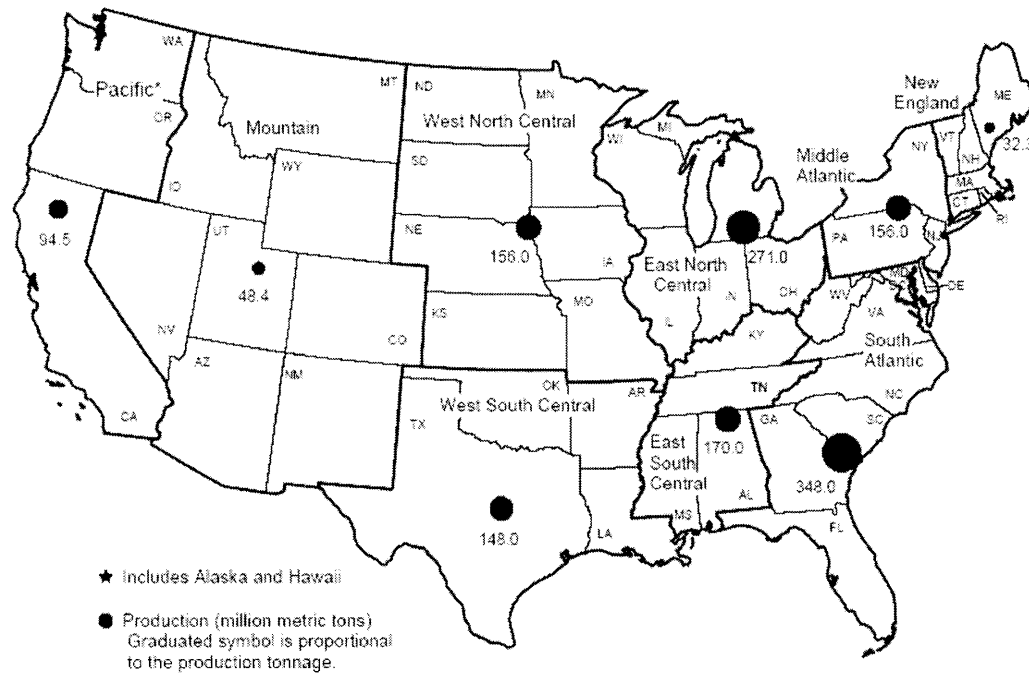 WA
Pacific*
OR
MT
ND
MN
Mountain
West North Central
WI
MI
New
England
ME
32.3
VT
NH
NY
Middle
Atlantic
MA
CT
RI
ID
WY
SD
94.5
UT
48.4
NE
156.0
IA
271.0
PA
156.0
NJ
East North
Central
IL
IN
OH
MD
DE
WV
VA
NV
CO
KS
MO
KY
South
Atlantic
CA
AZ
NM
OK
AR
TN
NC
SC
West South Central
TX
East
South
Central
170.0
GA
348.0
148.0
LA
MS
AL
FL
★ Includes Alaska and Hawaii
● Production (million metric tons)
Graduated symbol is proportional
to the production tonnage.